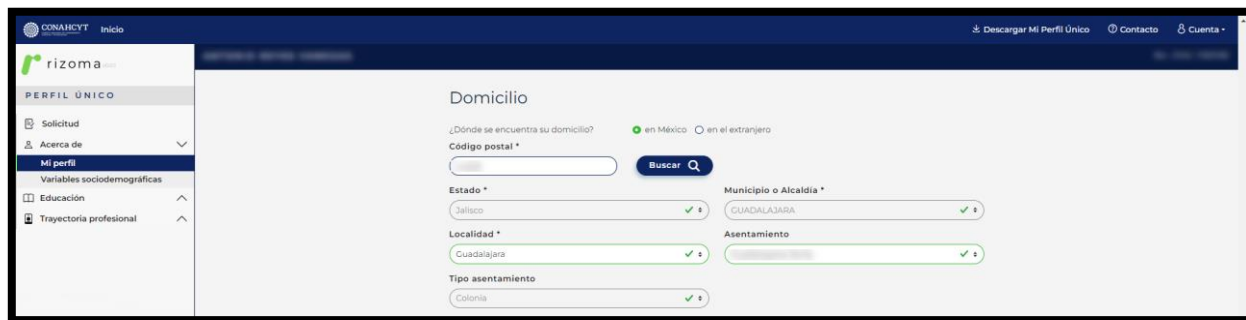 CONAHCYT Inicio Descargar Mi Perfil Único Contacto Cuenta
rizoma
PERFIL ÚNICO
Solicitud
Acerca de
Mi perfil
Variables sociodemográficas
Educación
Trayectoria profesional
Domicilio
¿Dónde se encuentra su domicilio? en México en el extranjero
Código postal *
Buscar
Estado * Municipio o Alcaldía *
Jalisco GUADALAJARA
Localidad * Asentamiento
Guadalajara
Tipo asentamiento
Colonia